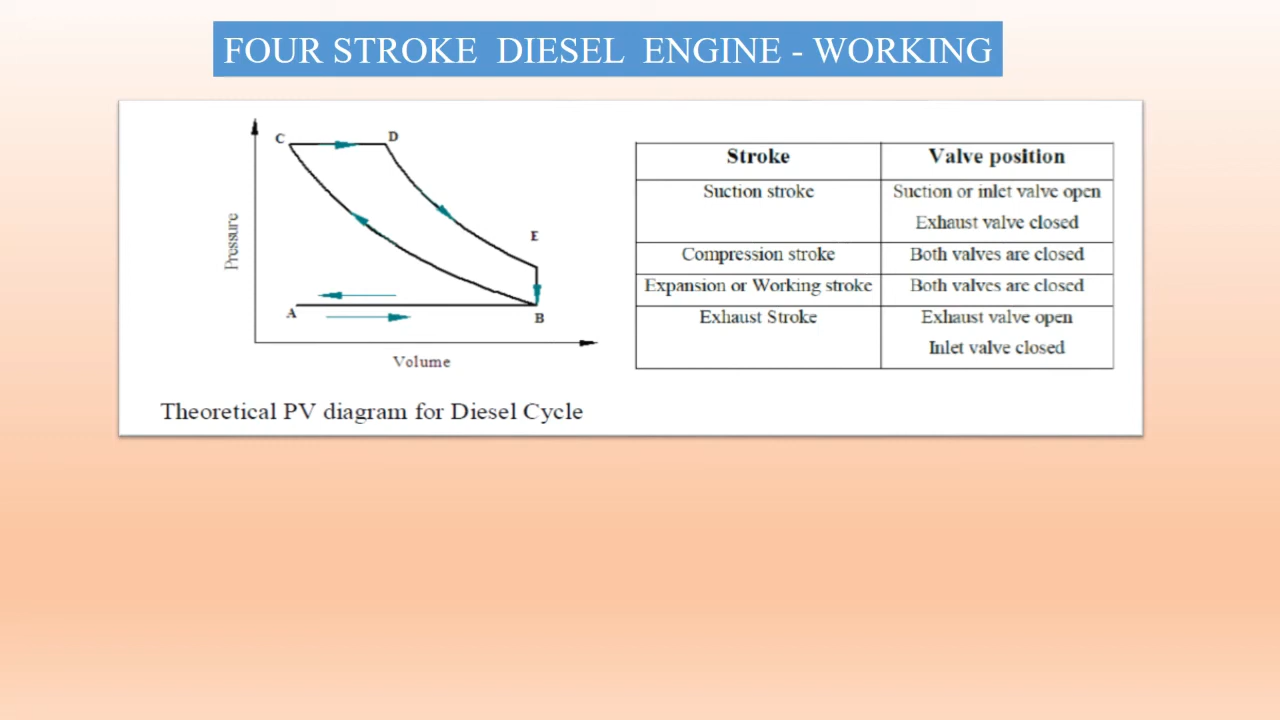 FOUR STROKE DIESEL ENGINE - WORKING
C
D
E
Pressure
A
B
Volume
Theoretical PV diagram for Diesel Cycle
Stroke Valve position
Suction stroke Suction or inlet valve open
Exhaust valve closed
Compression stroke Both valves are closed
Expansion or Working stroke Both valves are closed
Exhaust Stroke Exhaust valve open
Inlet valve closed